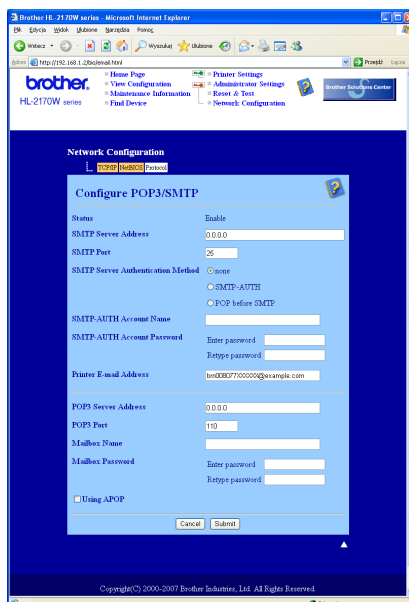 Brother HL-2170W series - Microsoft Internet Explorer
Plik Edycja Widok Ulubione Narzędzia Pomoc
Wstecz Wyszukaj Ulubione
Adres http://192.168.1.2/bio/email.html Przejdź Łącza
brother.
HL-2170W series
Home Page
View Configuration
Maintenance Information
Find Device
Printer Settings
Administrator Settings
Reset & Test
Network Configuration
Brother Solutions Center
Network Configuration
TCP/IP NetBIOS Protocol
Configure POP3/SMTP
Status Enable
SMTP Server Address 0.0.0.0
SMTP Port 25
SMTP Server Authentication Method none
SMTP-AUTH
POP before SMTP
SMTP-AUTH Account Name
SMTP-AUTH Account Password Enter password
Retype password
Printer E-mail Address brn008077XXXXXX@example.com
POP3 Server Address 0.0.0.0
POP3 Port 110
Mailbox Name
Mailbox Password Enter password
Retype password
Using APOP
Cancel Submit
Copyright(C) 2000-2007 Brother Industries, Ltd. All Rights Reserved